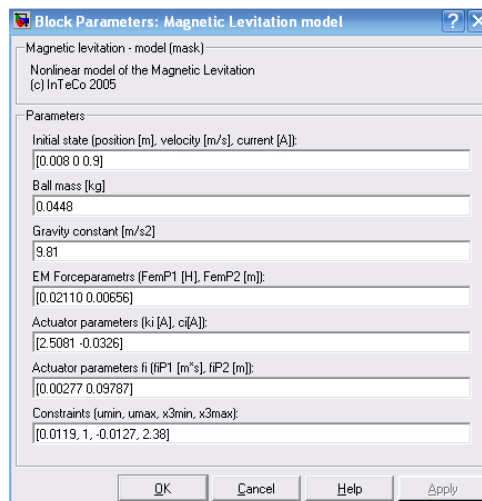 Block Parameters: Magnetic Levitation model
Magnetic levitation - model (mask)
Nonlinear model of the Magnetic Levitation
(c) InTeCo 2005
Parameters
Initial state (position [m], velocity [m/s], current [A]):
[0.008 0 0.9]
Ball mass [kg]
0.0448
Gravity constant [m/s2]
9.81
EM Forceparametrs (FemP1 [H], FemP2 [m]):
[0.02110 0.00656]
Actuator parameters (ki [A], ci[A]):
[2.5081 -0.0326]
Actuator parameters fi (fiP1 [m*s], fiP2 [m]):
[0.00277 0.09787]
Constraints (umin, umax, x3min, x3max):
[0.0119, 1, -0.0127, 2.38]
OK Cancel Help Apply